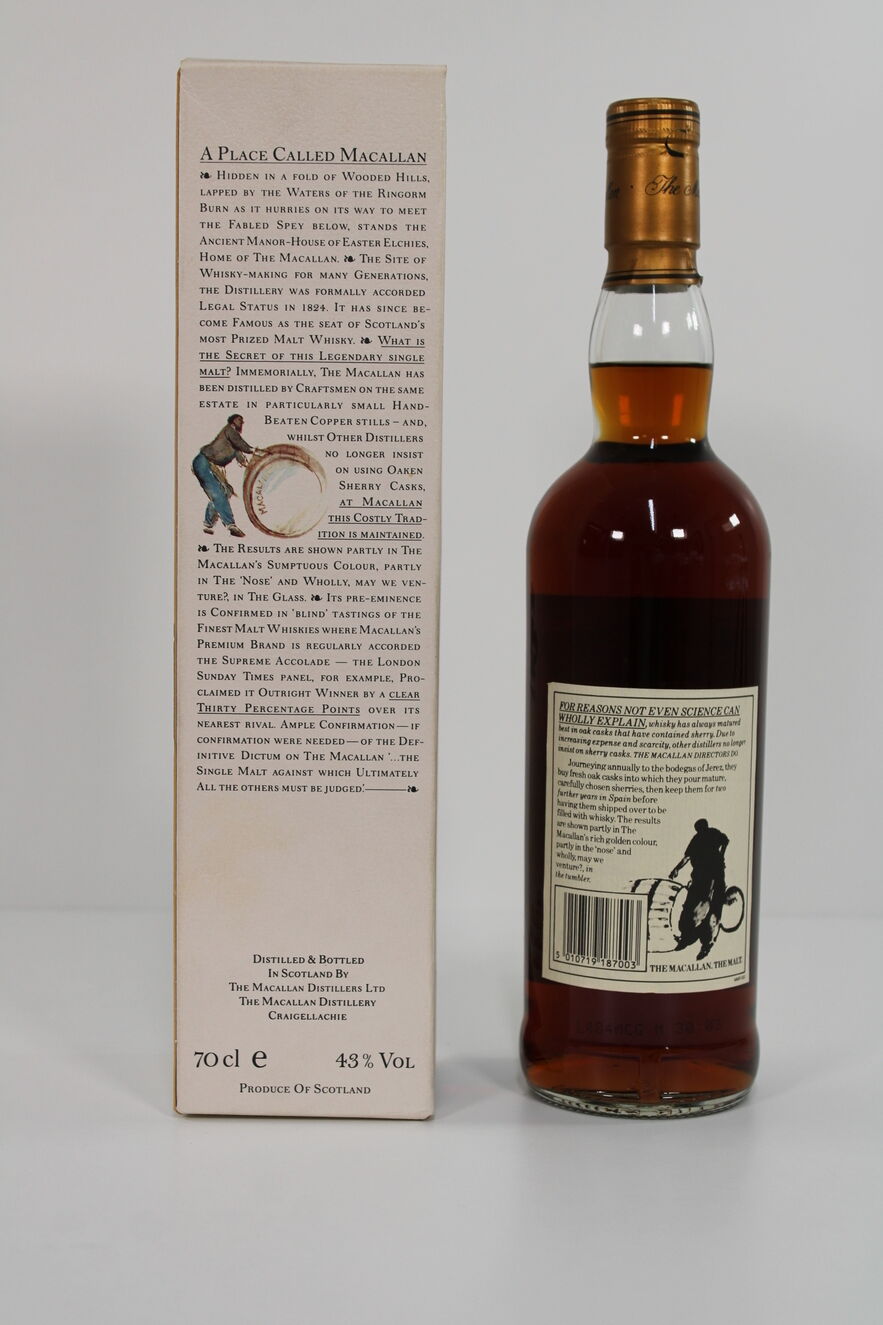 A PLACE CALLED MACALLAN
❧ HIDDEN IN A FOLD OF WOODED HILLS,
LAPPED BY THE WATERS OF THE RINGORM
BURN AS IT HURRIES ON ITS WAY TO MEET
THE FABLED SPEY BELOW, STANDS THE
ANCIENT MANOR-HOUSE OF EASTER ELCHIES,
HOME OF THE MACALLAN. ❧ THE SITE OF
WHISKY-MAKING FOR MANY GENERATIONS,
THE DISTILLERY WAS FORMALLY ACCORDED
LEGAL STATUS IN 1824. IT HAS SINCE BE-
COME FAMOUS AS THE SEAT OF SCOTLAND'S
MOST PRIZED MALT WHISKY. ❧ WHAT IS
THE SECRET OF THIS LEGENDARY SINGLE
MALT? IMMEMORIALLY, THE MACALLAN HAS
BEEN DISTILLED BY CRAFTSMEN ON THE SAME
ESTATE IN PARTICULARLY SMALL HAND-
BEATEN COPPER STILLS – AND,
WHILST OTHER DISTILLERS
NO LONGER INSIST
ON USING OAKEN
SHERRY CASKS,
AT MACALLAN
THIS COSTLY TRAD-
ITION IS MAINTAINED.
MACAL
❧ THE RESULTS ARE SHOWN PARTLY IN THE
MACALLAN'S SUMPTUOUS COLOUR, PARTLY
IN THE 'NOSE' AND WHOLLY, MAY WE VEN-
TURE?, IN THE GLASS. ❧ ITS PRE-EMINENCE
IS CONFIRMED IN 'BLIND' TASTINGS OF THE
FINEST MALT WHISKIES WHERE MACALLAN'S
PREMIUM BRAND IS REGULARLY ACCORDED
THE SUPREME ACCOLADE — THE LONDON
SUNDAY TIMES PANEL, FOR EXAMPLE, PRO-
CLAIMED IT OUTRIGHT WINNER BY A CLEAR
THIRTY PERCENTAGE POINTS OVER ITS
NEAREST RIVAL. AMPLE CONFIRMATION—IF
CONFIRMATION WERE NEEDED—OF THE DEF-
INITIVE DICTUM ON THE MACALLAN '...THE
SINGLE MALT AGAINST WHICH ULTIMATELY
ALL THE OTHERS MUST BE JUDGED'.——❧
DISTILLED & BOTTLED
IN SCOTLAND BY
THE MACALLAN DISTILLERS LTD
THE MACALLAN DISTILLERY
CRAIGELLACHIE
70 cl e 43% VOL
PRODUCE OF SCOTLAND
The
FOR REASONS NOT EVEN SCIENCE CAN
WHOLLY EXPLAIN, whisky has always matured
best in oak casks that have contained sherry. Due to
increasing expense and scarcity, other distillers no longer
insist on sherry casks. THE MACALLAN DIRECTORS DO.
Journeying annually to the bodegas of Jerez, they
buy fresh oak casks into which they pour mature,
carefully chosen sherries, then keep them for two
further years in Spain before
having them shipped over to be
filled with whisky. The results
are shown partly in The
Macallan's rich golden colour,
partly in the 'nose' and
wholly, may we
venture?, in
the tumbler.
5 010719 187003
THE MACALLAN. THE MALT.